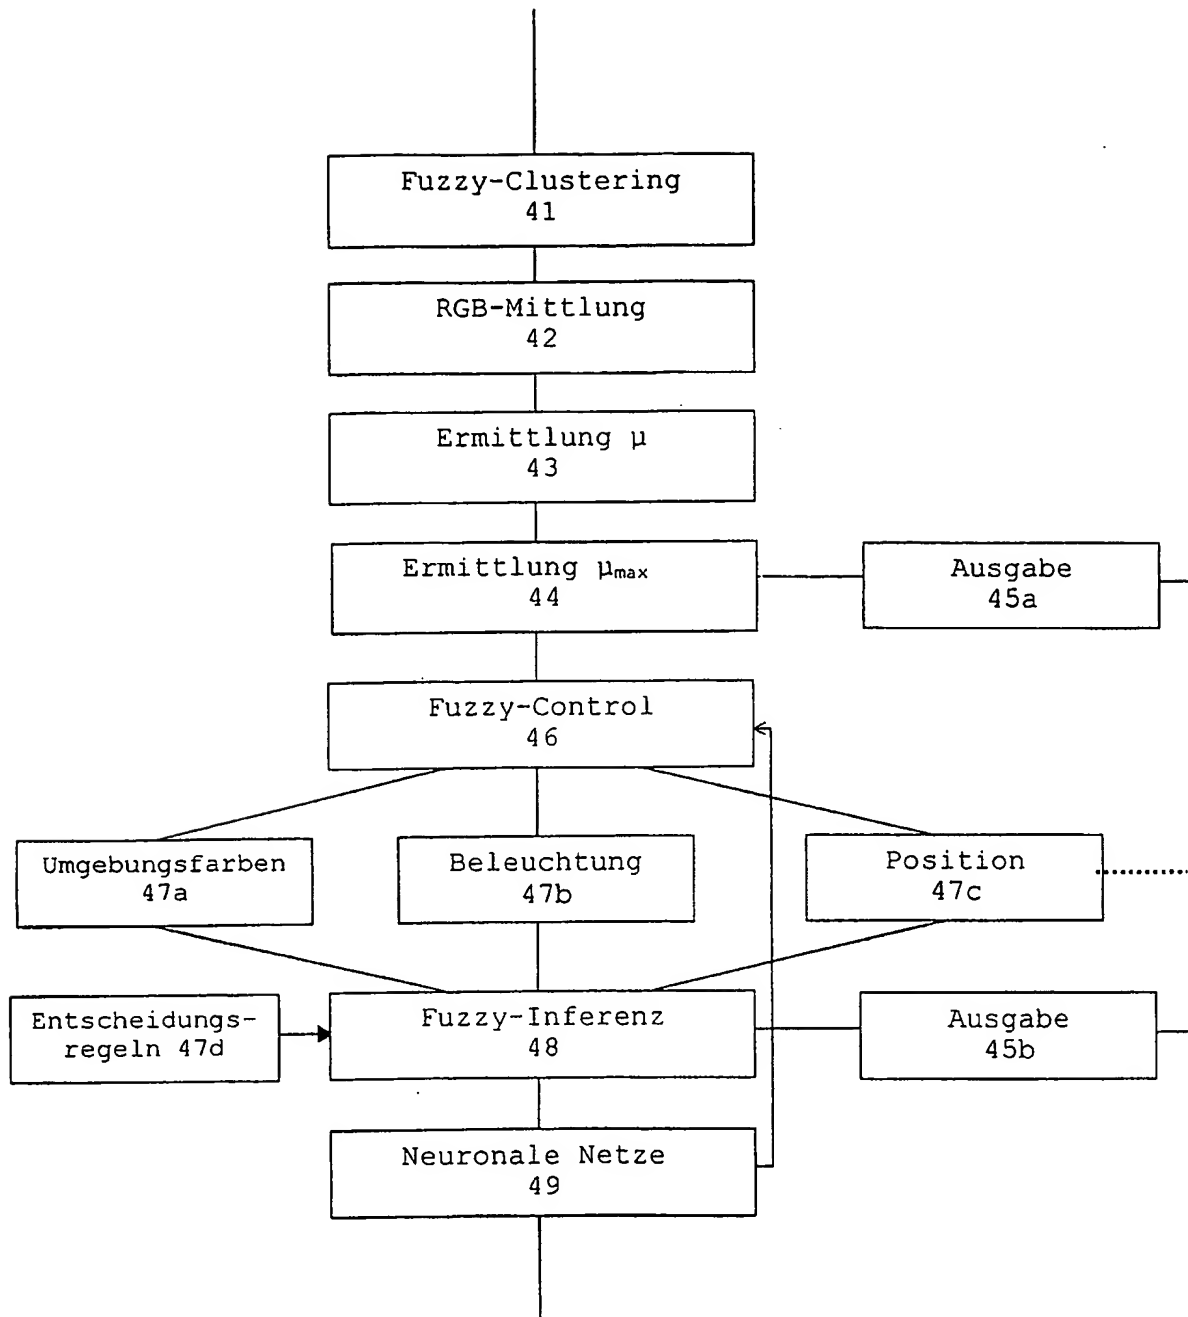 Fuzzy-Clustering
41
RGB-Mittlung
42
Ermittlung µ
43
Ermittlung µmax
44
Ausgabe
45a
Fuzzy-Control
46
Umgebungsfarben
47a
Beleuchtung
47b
Position
47c
Entscheidungs-
regeln 47d
Fuzzy-Inferenz
48
Ausgabe
45b
Neuronale Netze
49